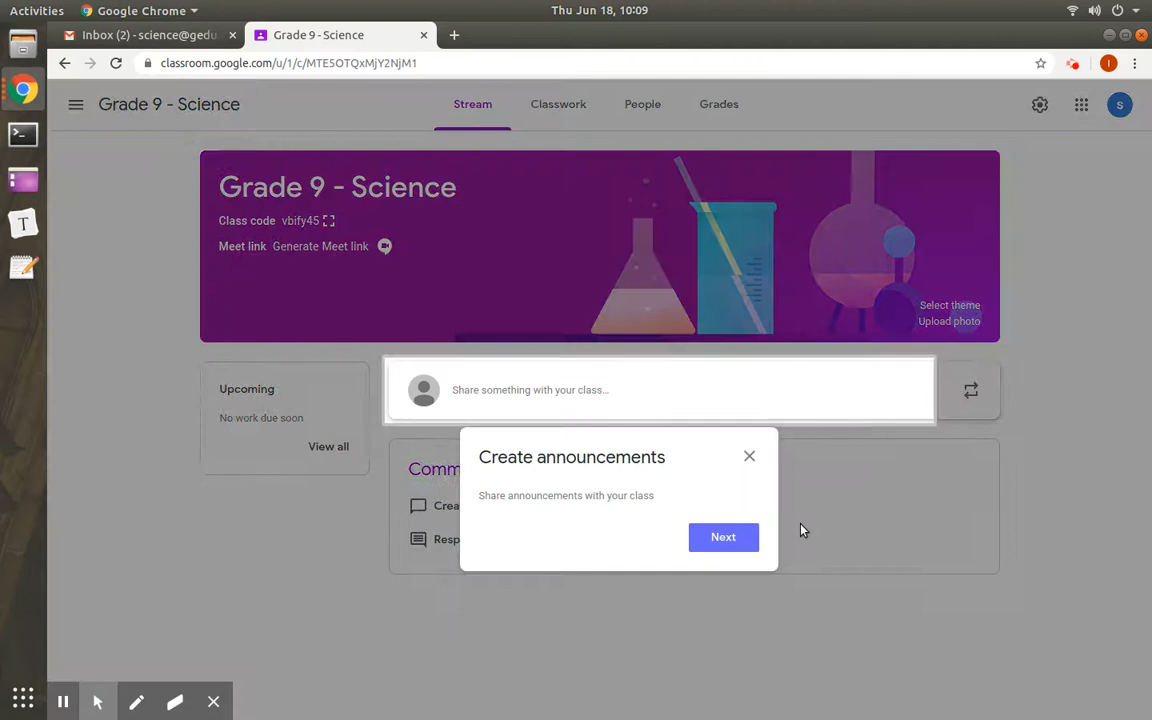 Activities Google Chrome Thu Jun 18, 10:09
Inbox (2) - science@gedu Grade 9 - Science
classroom.google.com/u/1/c/MTE5OTQxMjY2NjM1 I
Grade 9 - Science Stream Classwork People Grades S
Grade 9 - Science
Class code vbify45
Meet link Generate Meet link
Select theme
Upload photo
Upcoming
No work due soon
View all
Share something with your class...
Comm
Crea
Resp
Create announcements
Share announcements with your class
Next
T